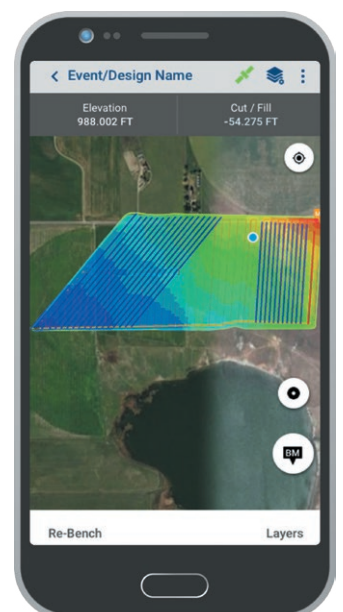 Event/Design Name
Elevation
988.002 FT
Cut / Fill
-54.275 FT
BM
Re-Bench
Layers